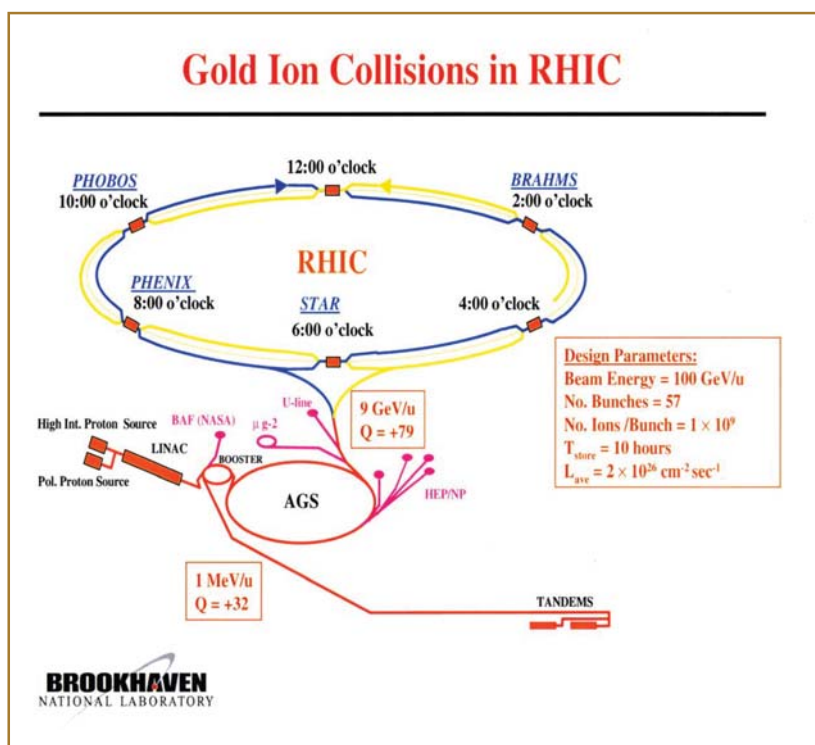 Gold Ion Collisions in RHIC
12:00 o'clock
PHOBOS
10:00 o'clock
BRAHMS
2:00 o'clock
RHIC
PHENIX
8:00 o'clock
STAR
6:00 o'clock
4:00 o'clock
Design Parameters:
Beam Energy = 100 GeV/u
No. Bunches = 57
No. Ions /Bunch = 1 × 10⁹
T_store = 10 hours
L_ave = 2 × 10²⁶ cm⁻² sec⁻¹
9 GeV/u
Q = +79
U-line
μ g-2
BAF (NASA)
High Int. Proton Source
LINAC
BOOSTER
Pol. Proton Source
AGS
HEP/NP
1 MeV/u
Q = +32
TANDEMS
BROOKHAVEN
NATIONAL LABORATORY